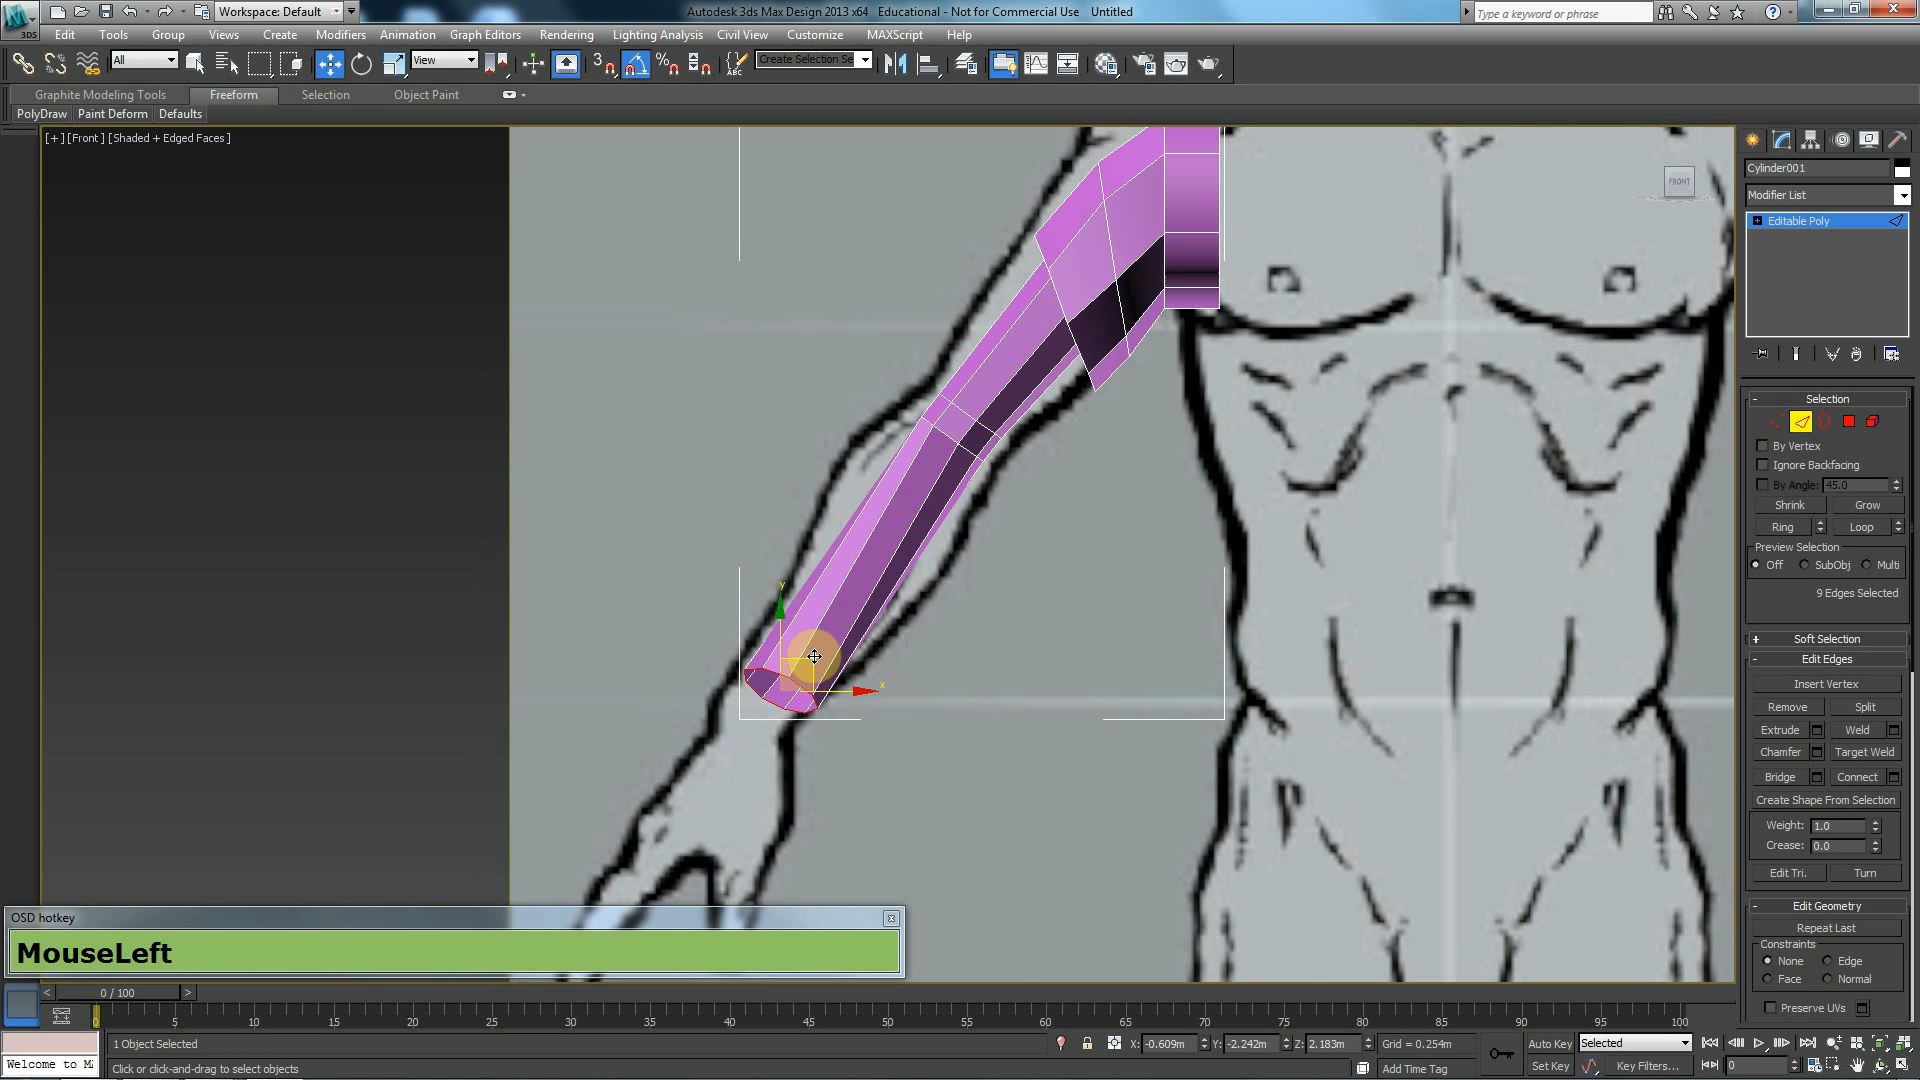 Workspace: Default
Autodesk 3ds Max Design 2013 x64 Educational - Not for Commercial Use Untitled
Type a keyword or phrase
3DS
Edit Tools Group Views Create Modifiers Animation Graph Editors Rendering Lighting Analysis Civil View Customize MAXScript Help
All View 3 Create Selection Se
Graphite Modeling Tools Freeform Selection Object Paint
PolyDraw Paint Deform Defaults
[ + ] [ Front ] [ Shaded + Edged Faces ]
FRONT
Cylinder001
Modifier List
Editable Poly
Selection
By Vertex
Ignore Backfacing
By Angle: 45.0
Shrink Grow
Ring Loop
Preview Selection
Off SubObj Multi
9 Edges Selected
Soft Selection
Edit Edges
Insert Vertex
Remove Split
Extrude Weld
Chamfer Target Weld
Bridge Connect
Create Shape From Selection
Weight: 1.0
Crease: 0.0
Edit Tri. Turn
Edit Geometry
Repeat Last
Constraints
None Edge
Face Normal
Preserve UVs
y
x
OSD hotkey
MouseLeft
0 / 100
0 5 10 15 20 25 30 35 40 45 50 55 60 65 70 75 80 85 90 95 100
1 Object Selected
X: -0.609m Y: -2.242m Z: 2.183m Grid = 0.254m
Auto Key Selected
Welcome to M
Click or click-and-drag to select objects
Add Time Tag
Set Key Key Filters... 0